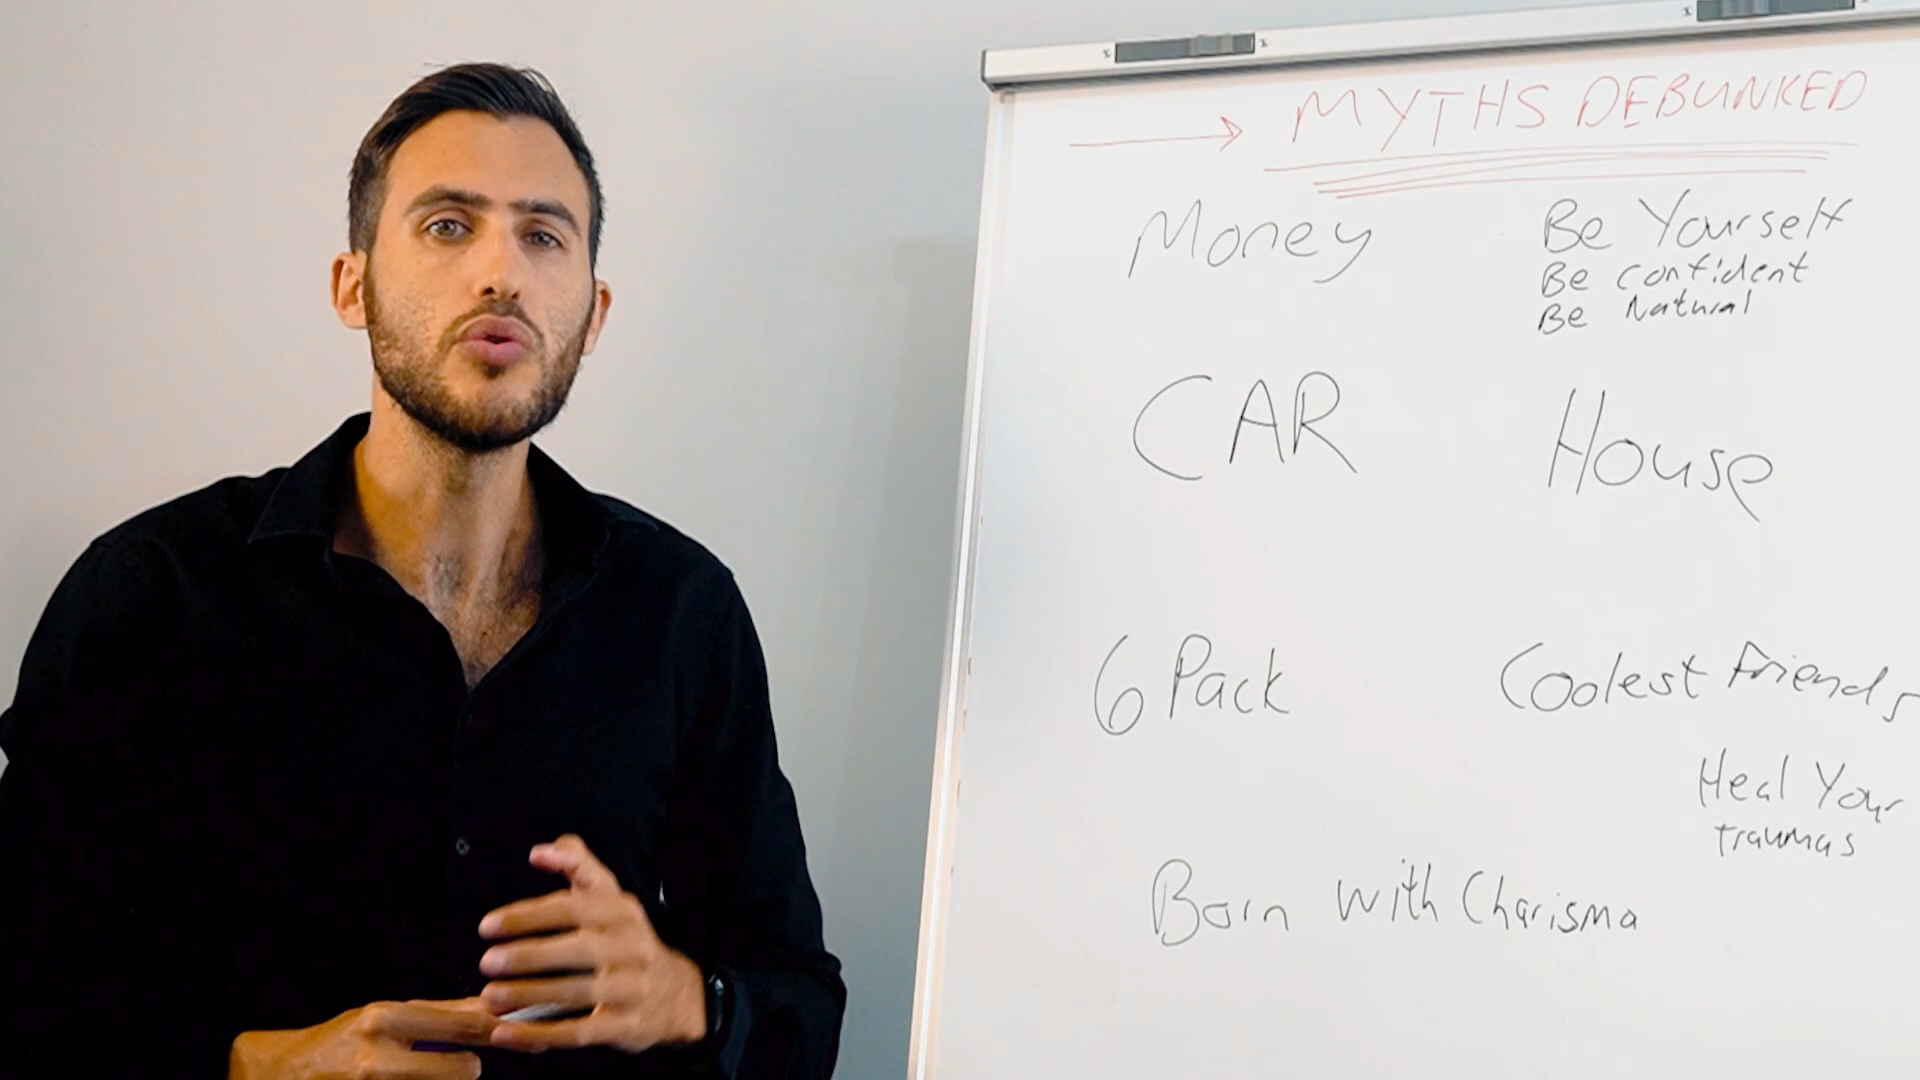 MYTHS DEBUNKED
Money
Be Yourself
Be confident
Be Natural
CAR
House
6 Pack
Coolest Friends
Heal Your
traumas
Born with Charisma